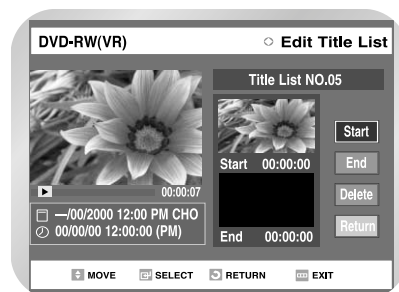 DVD-RW(VR)
Edit Title List
Title List NO.05
Start 00:00:00
End 00:00:00
00:00:07
—/00/2000 12:00 PM CHO
00/00/00 12:00:00 (PM)
Start
End
Delete
Return
MOVE SELECT RETURN EXIT